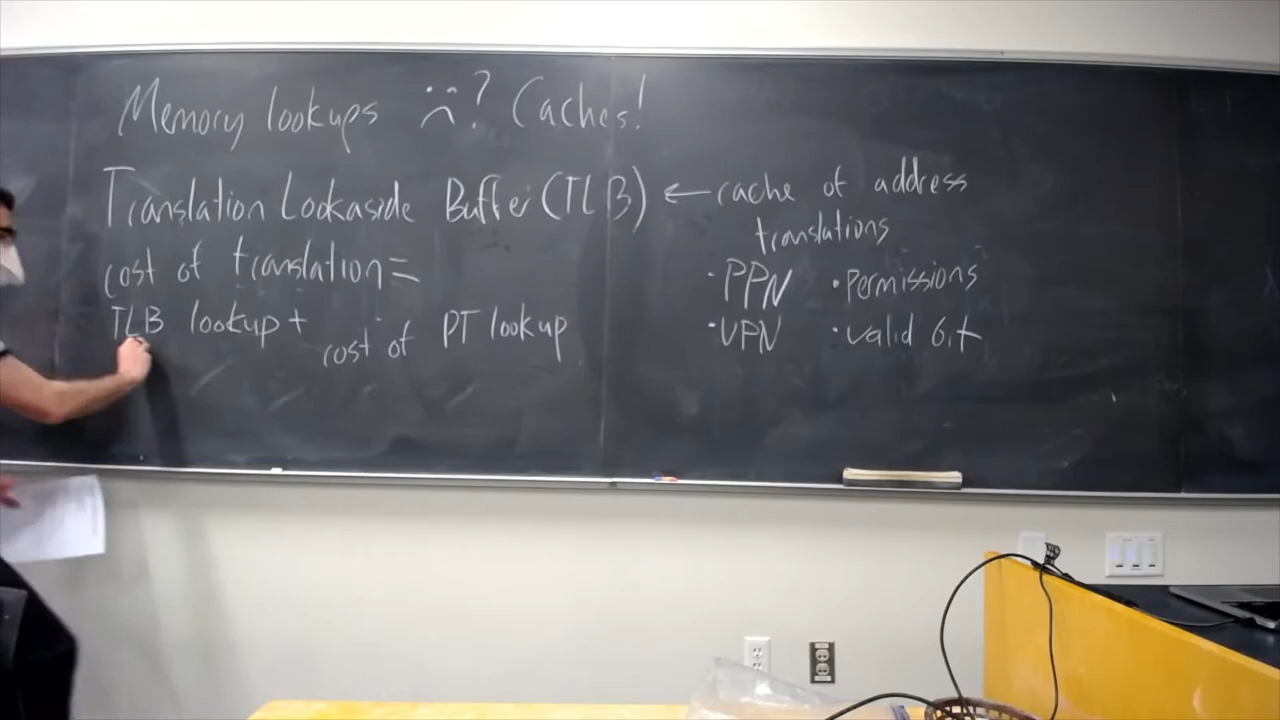 Memory lookups :( ? Caches!
Translation Lookaside Buffer (TLB) ← cache of address
translations
cost of translation =
TLB lookup + cost of PT lookup
· PPN · Permissions
· VPN · valid bit